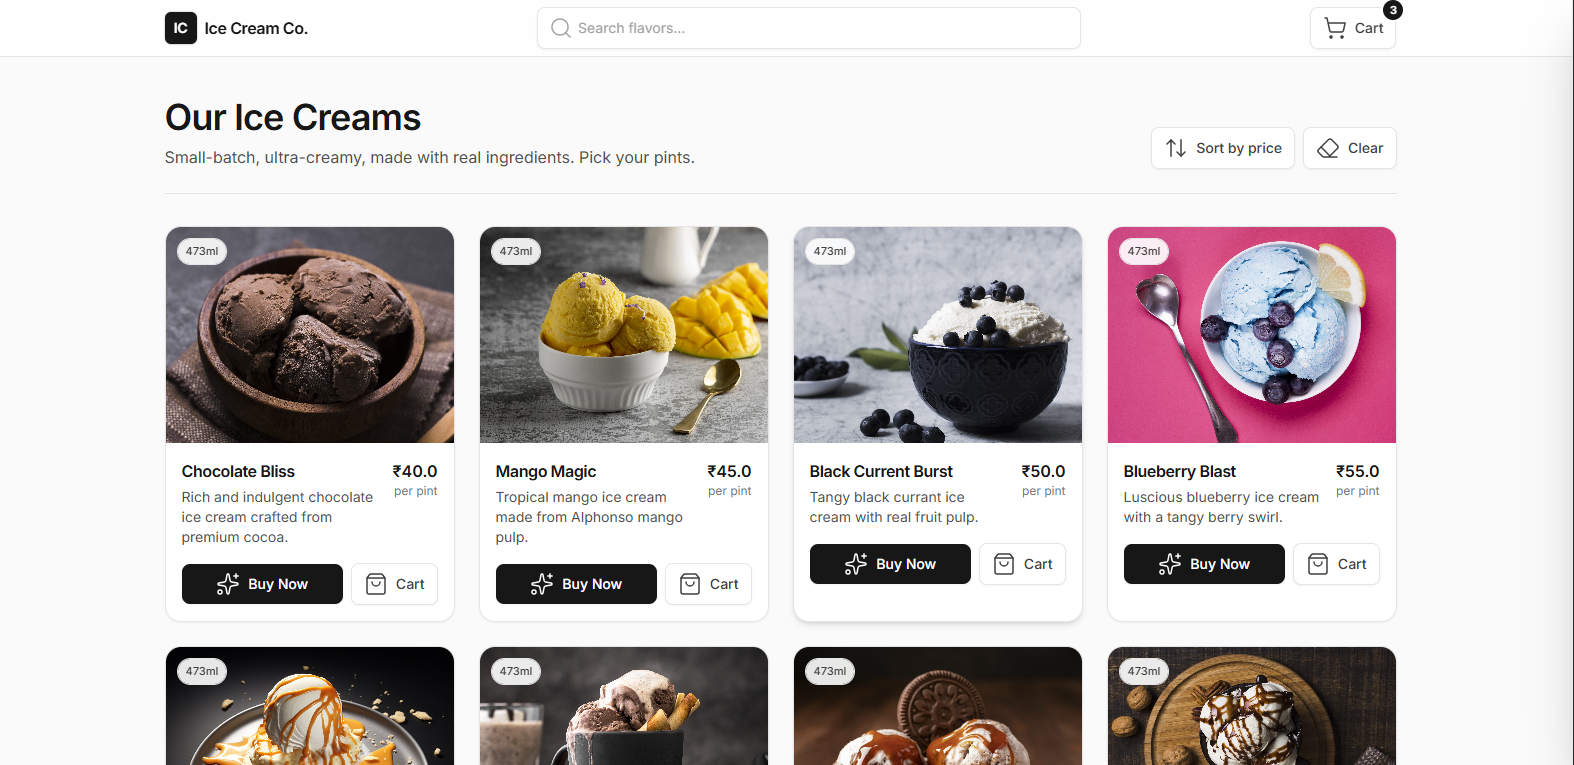 IC Ice Cream Co.
Search flavors...
Cart 3
Our Ice Creams
Small-batch, ultra-creamy, made with real ingredients. Pick your pints.
Sort by price
Clear
473ml
Chocolate Bliss
₹40.0
per pint
Rich and indulgent chocolate
ice cream crafted from
premium cocoa.
Buy Now
Cart
473ml
Mango Magic
₹45.0
per pint
Tropical mango ice cream
made from Alphonso mango
pulp.
Buy Now
Cart
473ml
Black Current Burst
₹50.0
per pint
Tangy black currant ice
cream with real fruit pulp.
Buy Now
Cart
473ml
Blueberry Blast
₹55.0
per pint
Luscious blueberry ice cream
with a tangy berry swirl.
Buy Now
Cart
473ml
473ml
473ml
473ml